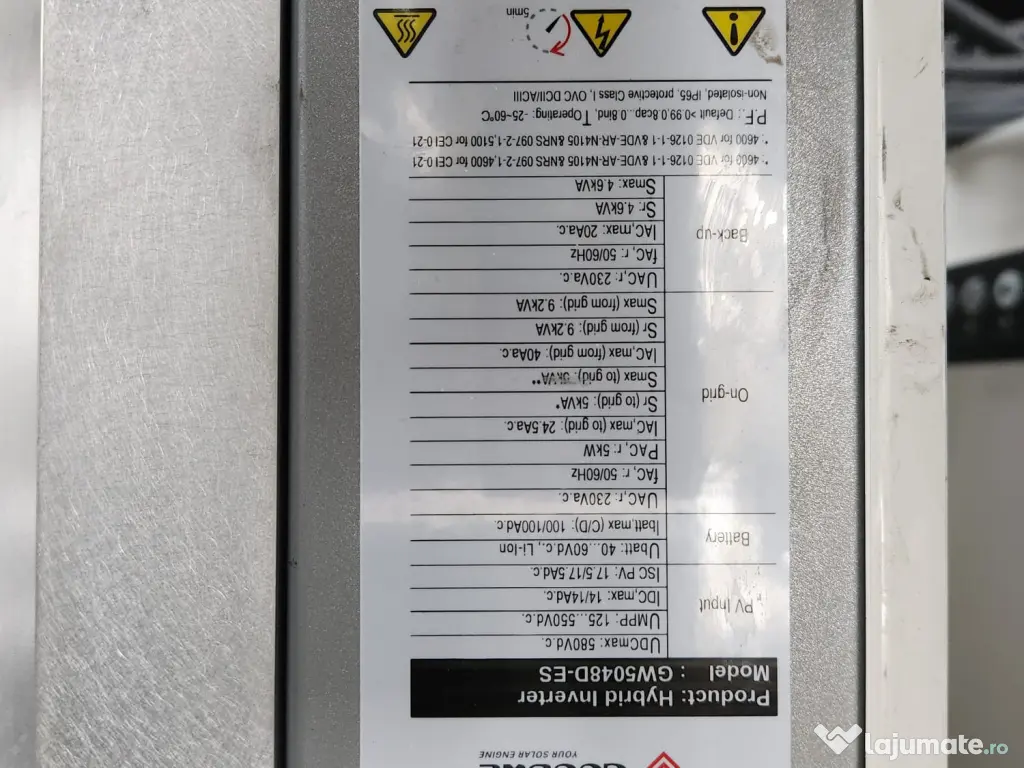 GOODWE
YOUR SOLAR ENGINE
Product: Hybrid Inverter
Model : GW5048D-ES
PV Input
UDCmax: 580Vd.c.
UMPP: 125...550Vd.c.
IDC,max: 14/14Ad.c.
ISC PV: 17.5/17.5Ad.c.
Battery
Ubatt: 40...60Vd.c., Li-Ion
Ibatt,max (C/D): 100/100Ad.c.
On-grid
UAC,r: 230Va.c.
fAC,r: 50/60Hz
PAC,r: 5kW
IAC,max (to grid): 24.5Aa.c.
Sr (to grid): 5kVA*
Smax (to grid): 5kVA**
IAC,max (from grid): 40Aa.c.
Sr (from grid): 9.2kVA
Smax (from grid): 9.2kVA
Back-up
UAC,r: 230Va.c.
fAC,r: 50/60Hz
IAC,max: 20Aa.c.
Sr: 4.6kVA
Smax: 4.6kVA
*: 4600 for VDE 0126-1-1 &VDE-AR-N4105 &NRS 097-2-1,4600 for CEI 0-21
*: 4600 for VDE 0126-1-1 &VDE-AR-N4105 &NRS 097-2-1,5100 for CEI 0-21
P.F.: Default >0.99,0.8cap...0.8ind, Toperating: -25~60°C
Non-isolated, IP65, protective Class I, OVC DCII/ACIII
5min
lajumate.ro